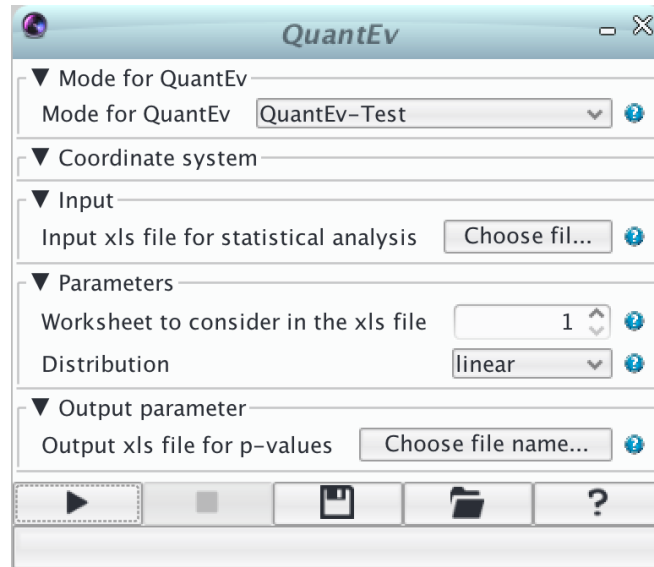 QuantEv
Mode for QuantEv
Mode for QuantEv QuantEv-Test
Coordinate system
Input
Input xls file for statistical analysis Choose fil...
Parameters
Worksheet to consider in the xls file 1
Distribution linear
Output parameter
Output xls file for p-values Choose file name...
?